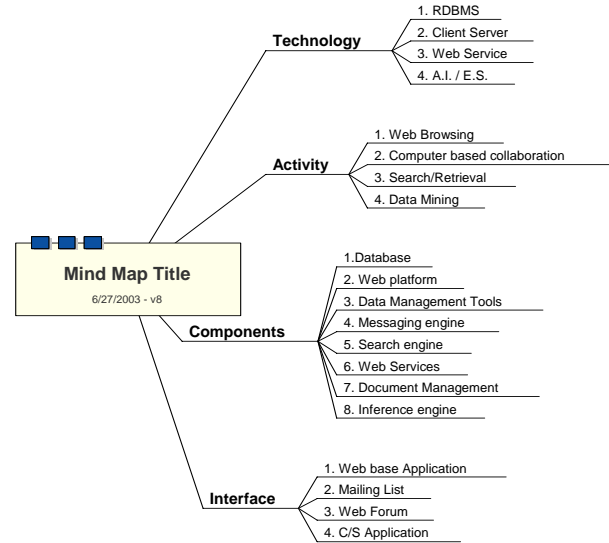 Technology
1. RDBMS
2. Client Server
3. Web Service
4. A.I. / E.S.
Activity
1. Web Browsing
2. Computer based collaboration
3. Search/Retrieval
4. Data Mining
Mind Map Title
6/27/2003 - v8
Components
1.Database
2. Web platform
3. Data Management Tools
4. Messaging engine
5. Search engine
6. Web Services
7. Document Management
8. Inference engine
Interface
1. Web base Application
2. Mailing List
3. Web Forum
4. C/S Application